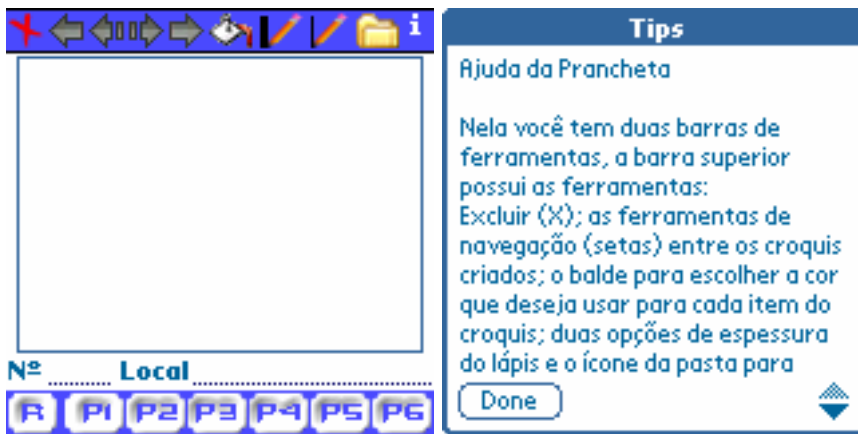 i
Nº Local
R P1 P2 P3 P4 P5 P6
Tips
Ajuda da Prancheta
Nela você tem duas barras de
ferramentas, a barra superior
possui as ferramentas:
Excluir (X); as ferramentas de
navegação (setas) entre os croquis
criados; o balde para escolher a cor
que deseja usar para cada item do
croquis; duas opções de espessura
do lápis e o ícone da pasta para
Done